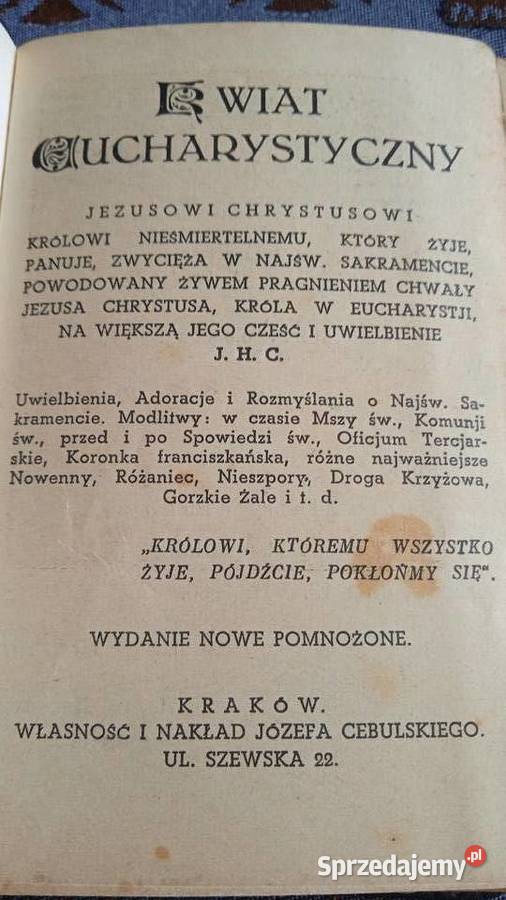 KWIAT
EUCHARYSTYCZNY
JEZUSOWI CHRYSTUSOWI
KRÓLOWI NIEŚMIERTELNEMU, KTÓRY ŻYJE,
PANUJE, ZWYCIĘŻA W NAJŚW. SAKRAMENCIE,
POWODOWANY ŻYWEM PRAGNIENIEM CHWAŁY
JEZUSA CHRYSTUSA, KRÓLA W EUCHARYSTJI,
NA WIĘKSZĄ JEGO CZEŚĆ I UWIELBIENIE
J. H. C.
Uwielbienia, Adoracje i Rozmyślania o Najśw. Sa-
kramencie. Modlitwy: w czasie Mszy św., Komunji
św., przed i po Spowiedzi św., Oficjum Tercjar-
skie, Koronka franciszkańska, różne najważniejsze
Nowenny, Różaniec, Nieszpory, Droga Krzyżowa,
Gorzkie Żale i t. d.
„KRÓLOWI, KTÓREMU WSZYSTKO
ŻYJE, PÓJDŹCIE, POKŁOŃMY SIĘ".
WYDANIE NOWE POMNOŻONE.
KRAKÓW.
WŁASNOŚĆ I NAKŁAD JÓZEFA CEBULSKIEGO.
UL. SZEWSKA 22.
Sprzedajemy.pl